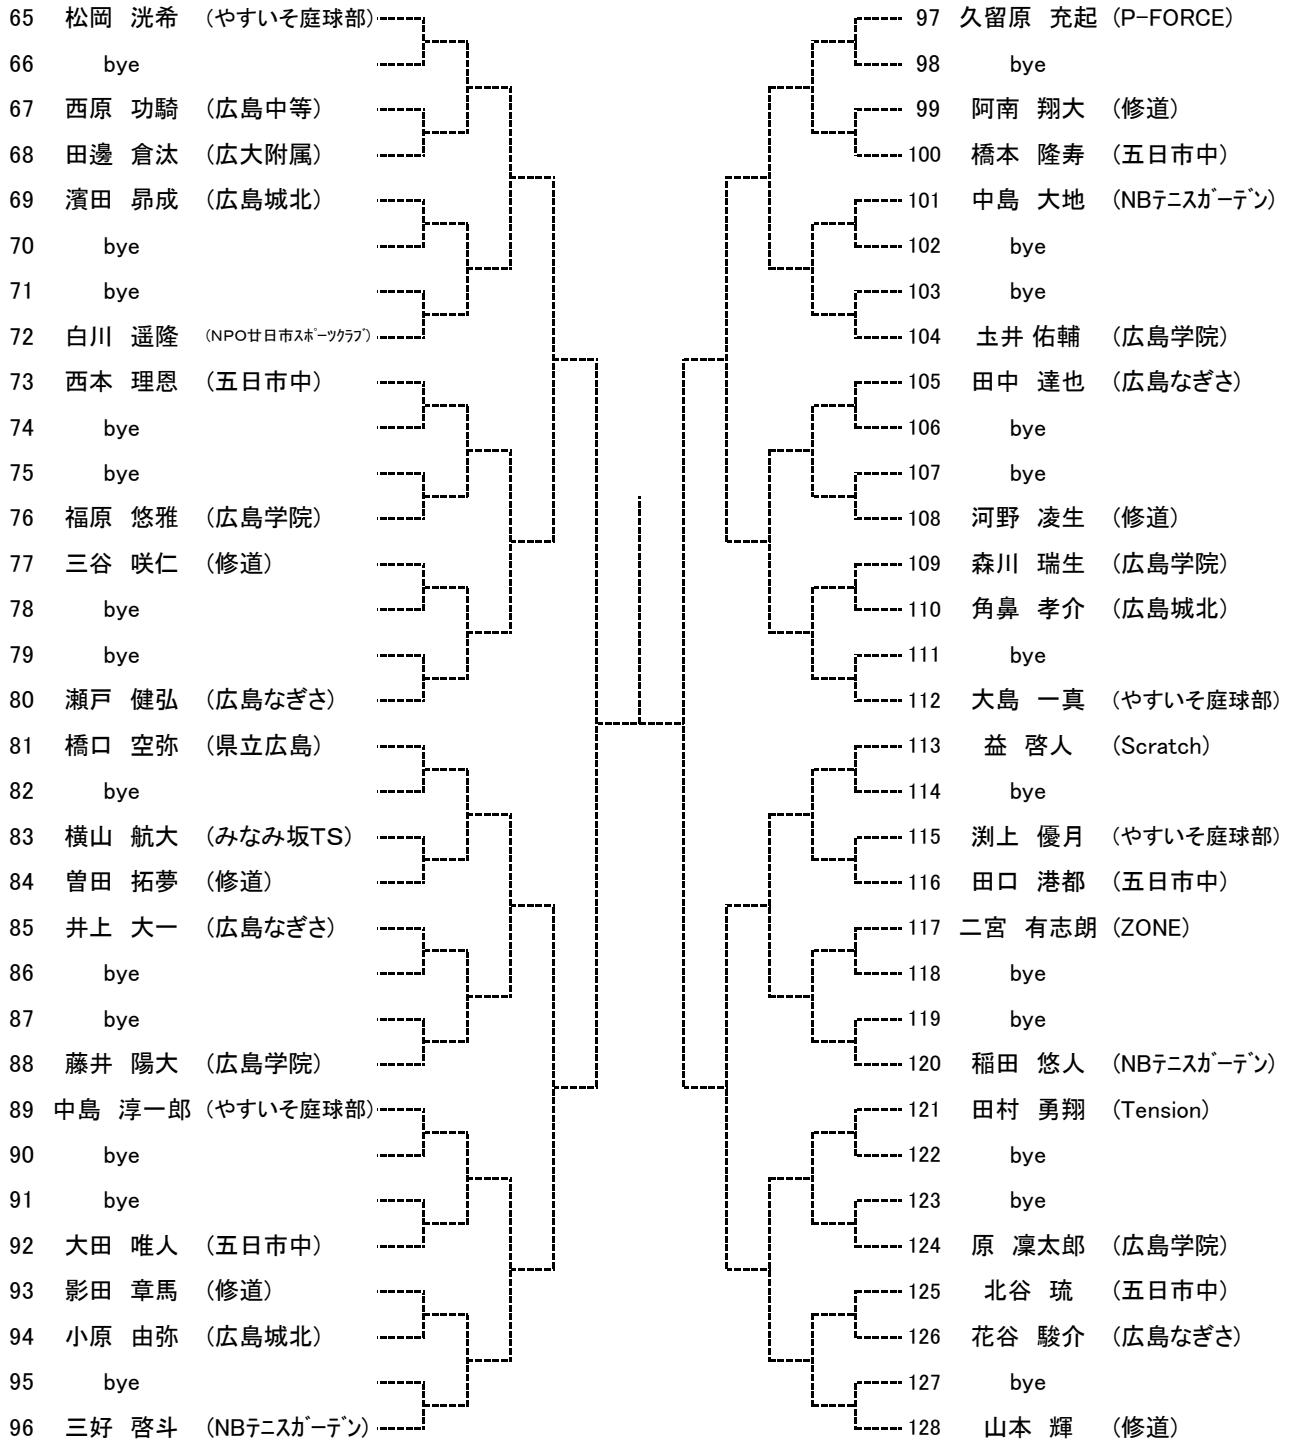 65 松岡 洸希 (やすいそ庭球部)
66 bye
67 西原 功騎 (広島中等)
68 田邊 倉汰 (広大附属)
69 濱田 昴成 (広島城北)
70 bye
71 bye
72 白川 遥隆 (NPO廿日市スポーツクラブ)
73 西本 理恩 (五日市中)
74 bye
75 bye
76 福原 悠雅 (広島学院)
77 三谷 咲仁 (修道)
78 bye
79 bye
80 瀬戸 健弘 (広島なぎさ)
81 橋口 空弥 (県立広島)
82 bye
83 横山 航大 (みなみ坂TS)
84 曽田 拓夢 (修道)
85 井上 大一 (広島なぎさ)
86 bye
87 bye
88 藤井 陽大 (広島学院)
89 中島 淳一郎 (やすいそ庭球部)
90 bye
91 bye
92 大田 唯人 (五日市中)
93 影田 章馬 (修道)
94 小原 由弥 (広島城北)
95 bye
96 三好 啓斗 (NBテニスガーデン)
97 久留原 充起 (P-FORCE)
98 bye
99 阿南 翔大 (修道)
100 橋本 隆寿 (五日市中)
101 中島 大地 (NBテニスガーデン)
102 bye
103 bye
104 圡井 佑輔 (広島学院)
105 田中 達也 (広島なぎさ)
106 bye
107 bye
108 河野 凌生 (修道)
109 森川 瑞生 (広島学院)
110 角鼻 孝介 (広島城北)
111 bye
112 大島 一真 (やすいそ庭球部)
113 益 啓人 (Scratch)
114 bye
115 渕上 優月 (やすいそ庭球部)
116 田口 港都 (五日市中)
117 二宮 有志朗 (ZONE)
118 bye
119 bye
120 稲田 悠人 (NBテニスガーデン)
121 田村 勇翔 (Tension)
122 bye
123 bye
124 原 凜太郎 (広島学院)
125 北谷 琉 (五日市中)
126 花谷 駿介 (広島なぎさ)
127 bye
128 山本 輝 (修道)